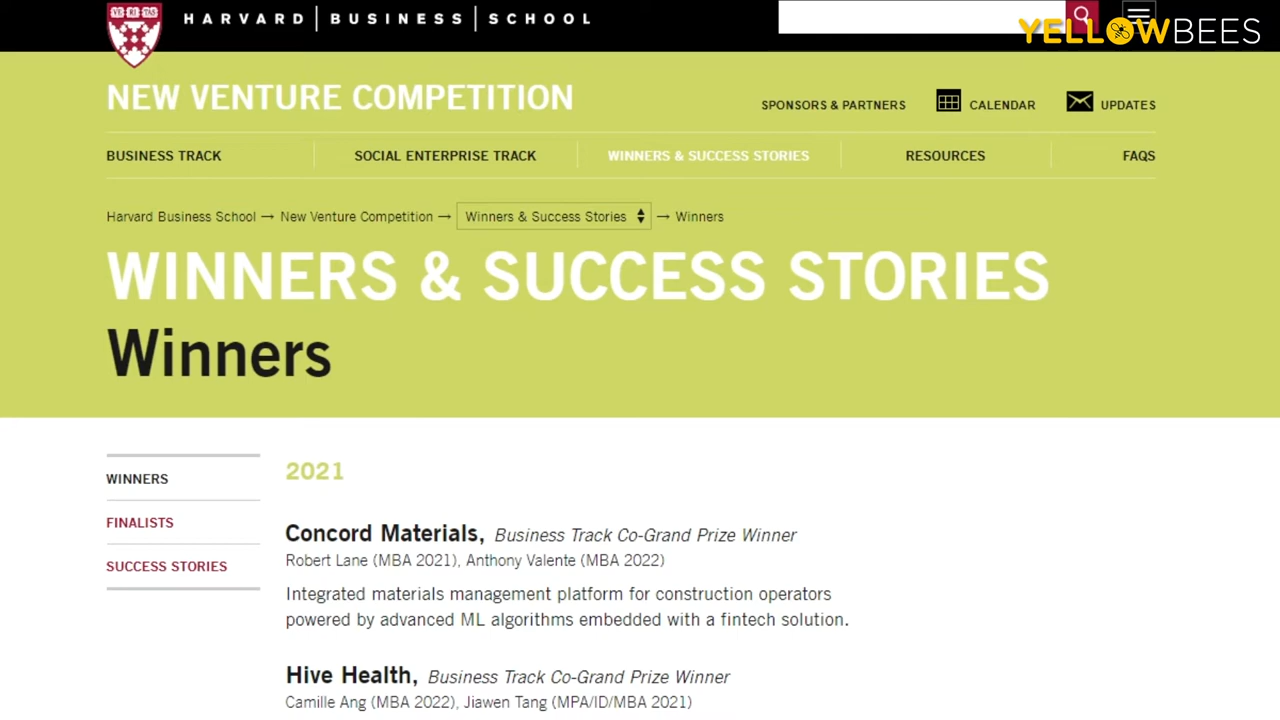 HARVARD | BUSINESS | SCHOOL
YELLOWBEES
NEW VENTURE COMPETITION
SPONSORS & PARTNERS CALENDAR UPDATES
BUSINESS TRACK SOCIAL ENTERPRISE TRACK WINNERS & SUCCESS STORIES RESOURCES FAQS
Harvard Business School → New Venture Competition → Winners & Success Stories → Winners
WINNERS & SUCCESS STORIES
Winners
WINNERS
FINALISTS
SUCCESS STORIES
2021
Concord Materials, Business Track Co-Grand Prize Winner
Robert Lane (MBA 2021), Anthony Valente (MBA 2022)
Integrated materials management platform for construction operators
powered by advanced ML algorithms embedded with a fintech solution.
Hive Health, Business Track Co-Grand Prize Winner
Camille Ang (MBA 2022), Jiawen Tang (MPA/ID/MBA 2021)